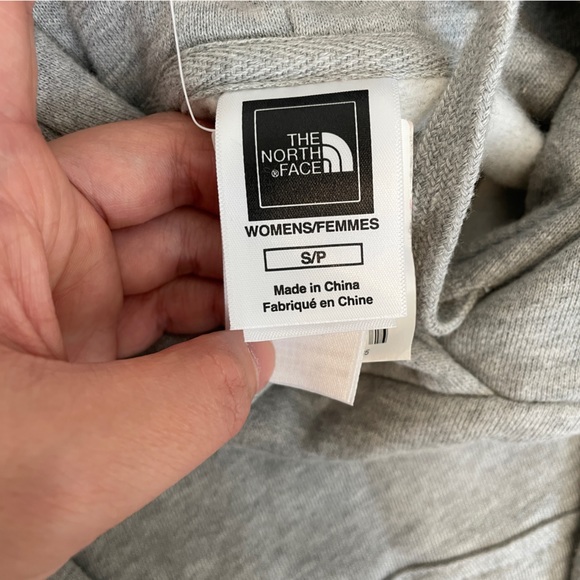 THE
NORTH
®FACE
WOMENS/FEMMES
S/P
Made in China
Fabriqué en Chine